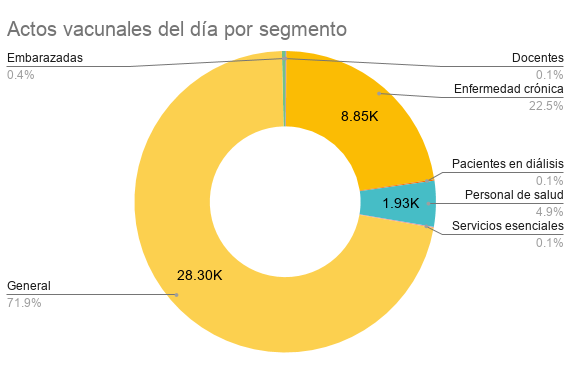 Actos vacunales del día por segmento
Embarazadas
0.4%
Docentes
0.1%
Enfermedad crónica
22.5%
8.85K
Pacientes en diálisis
0.1%
Personal de salud
4.9%
1.93K
Servicios esenciales
0.1%
28.30K
General
71.9%